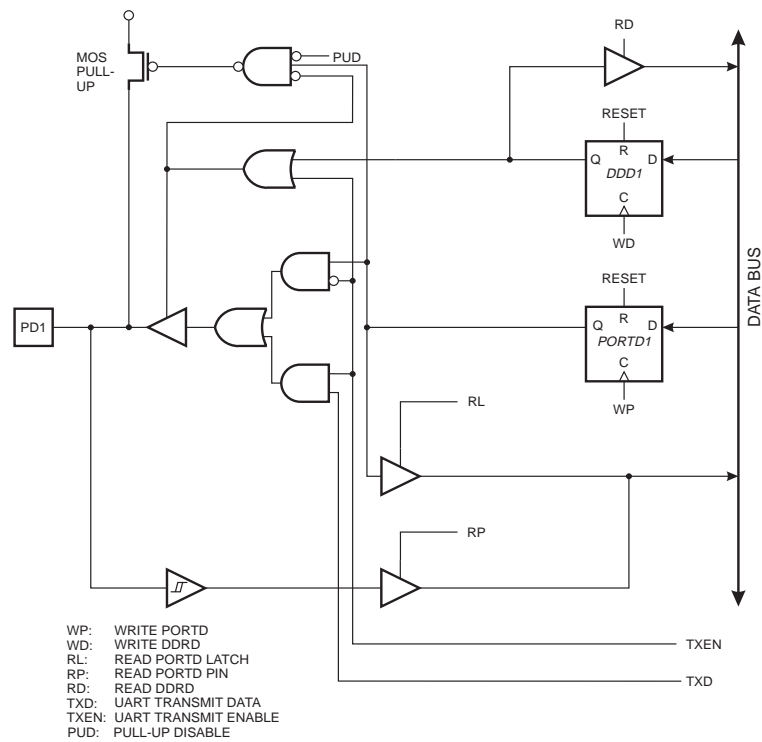 RD
MOS
PULL-
UP
PUD
RESET
Q
R
D
DDD1
C
WD
RESET
Q
R
D
PD1
PORTD1
C
WP
DATA BUS
RL
RP
WP: WRITE PORTD
WD: WRITE DDRD
RL: READ PORTD LATCH
RP: READ PORTD PIN
RD: READ DDRD
TXD: UART TRANSMIT DATA
TXEN: UART TRANSMIT ENABLE
PUD: PULL-UP DISABLE
TXEN
TXD